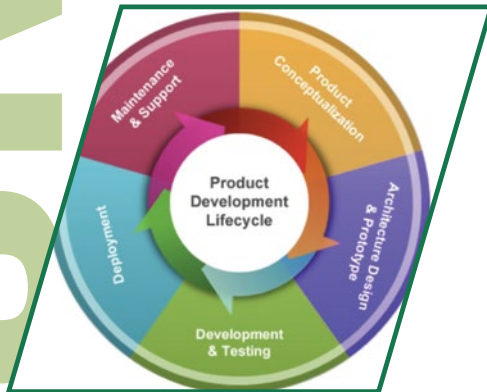 Product
Development
Lifecycle
Product
Conceptualization
Architecture Design
& Prototype
Development
& Testing
Deployment
Maintenance
& Support